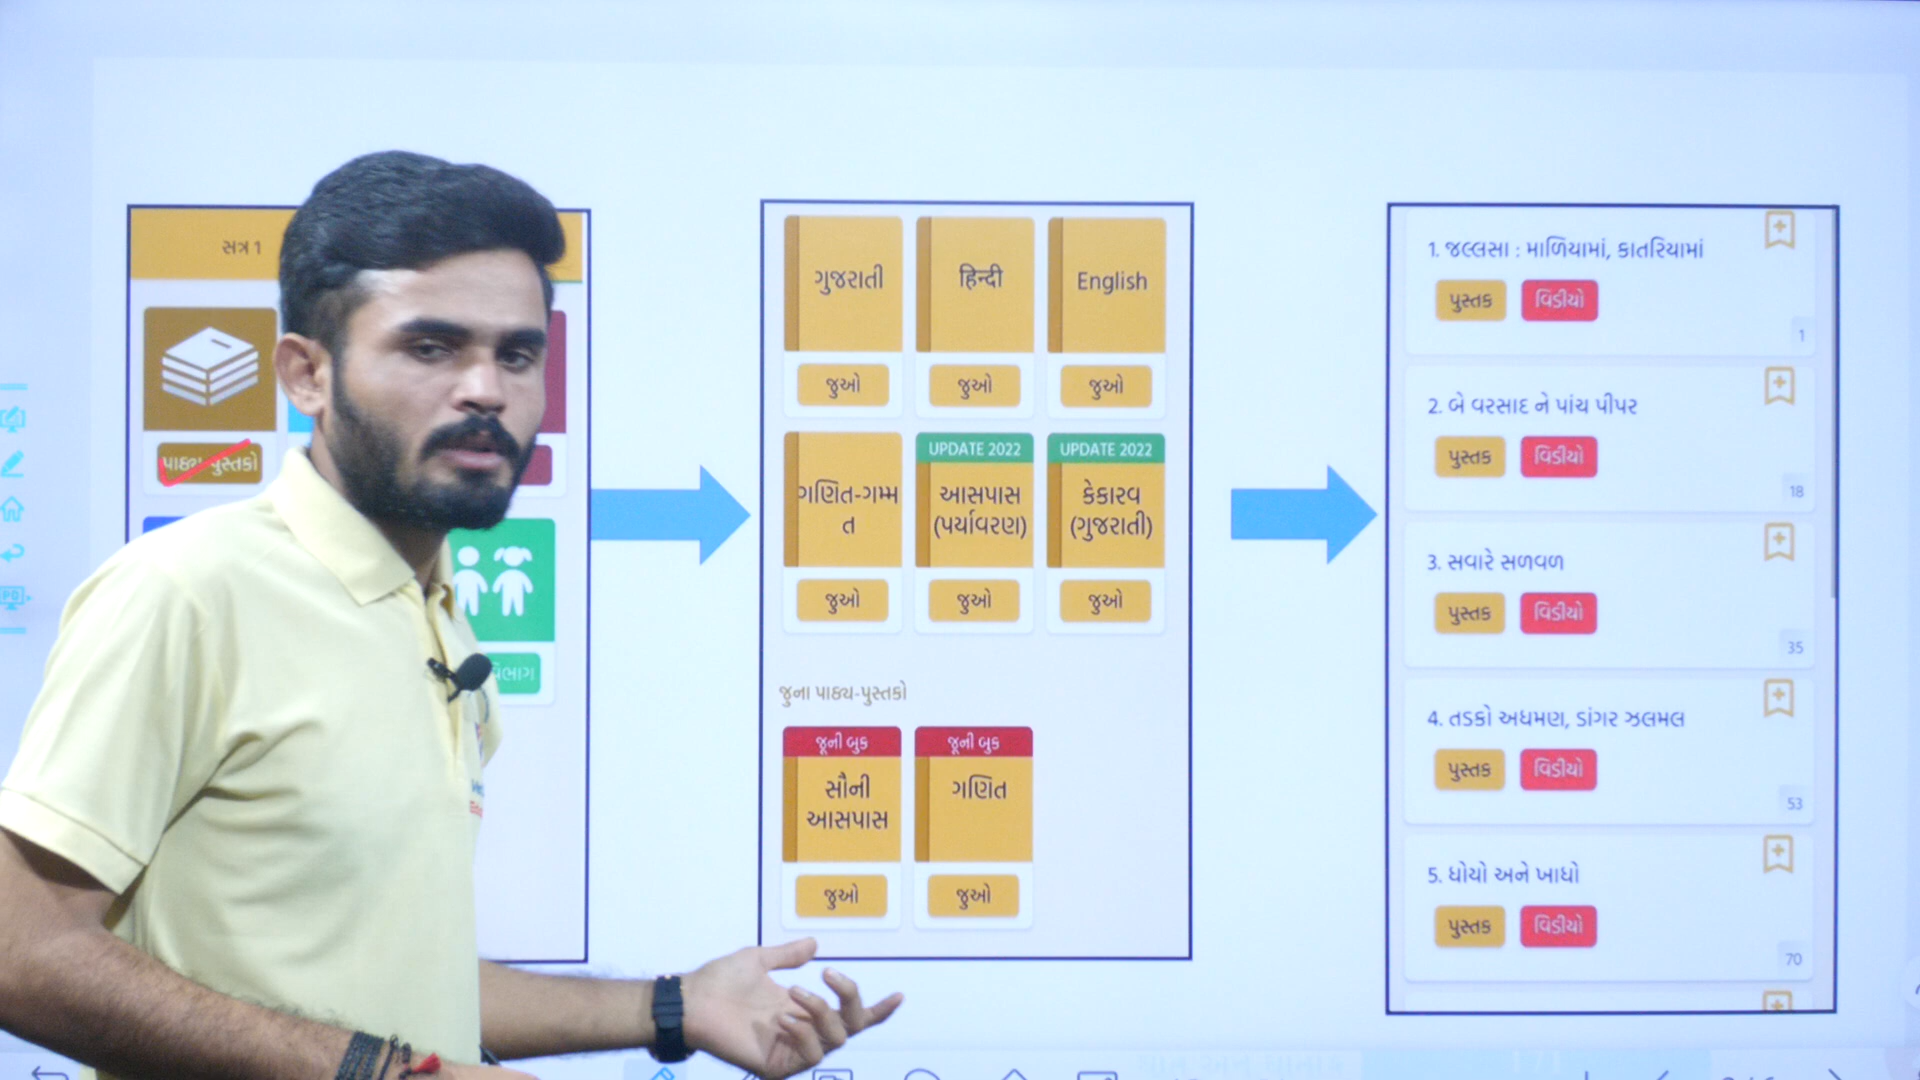 સત્ર 1
પાઠ્ય-પુસ્તકો
વિભાગ
ગુજરાતી
हिन्दी
English
જુઓ
જુઓ
જુઓ
ગણિત-ગમ્મ
ત
UPDATE 2022
આસપાસ
(પર્યાવરણ)
UPDATE 2022
કેકારવ
(ગુજરાતી)
જુઓ
જુઓ
જુઓ
જુના પાઠ્ય-પુસ્તકો
જૂની બુક
સૌની
આસપાસ
જૂની બુક
ગણિત
જુઓ
જુઓ
1. જલ્લસા : માળિયામાં, કાતરિયામાં
પુસ્તક
વિડીયો
1
2. બે વરસાદ ને પાંચ પીપર
પુસ્તક
વિડીયો
18
3. સવારે સળવળ
પુસ્તક
વિડીયો
35
4. તડકો અધમણ, ડાંગર ઝલમલ
પુસ્તક
વિડીયો
53
5. ધોયો અને ખાધો
પુસ્તક
વિડીયો
70